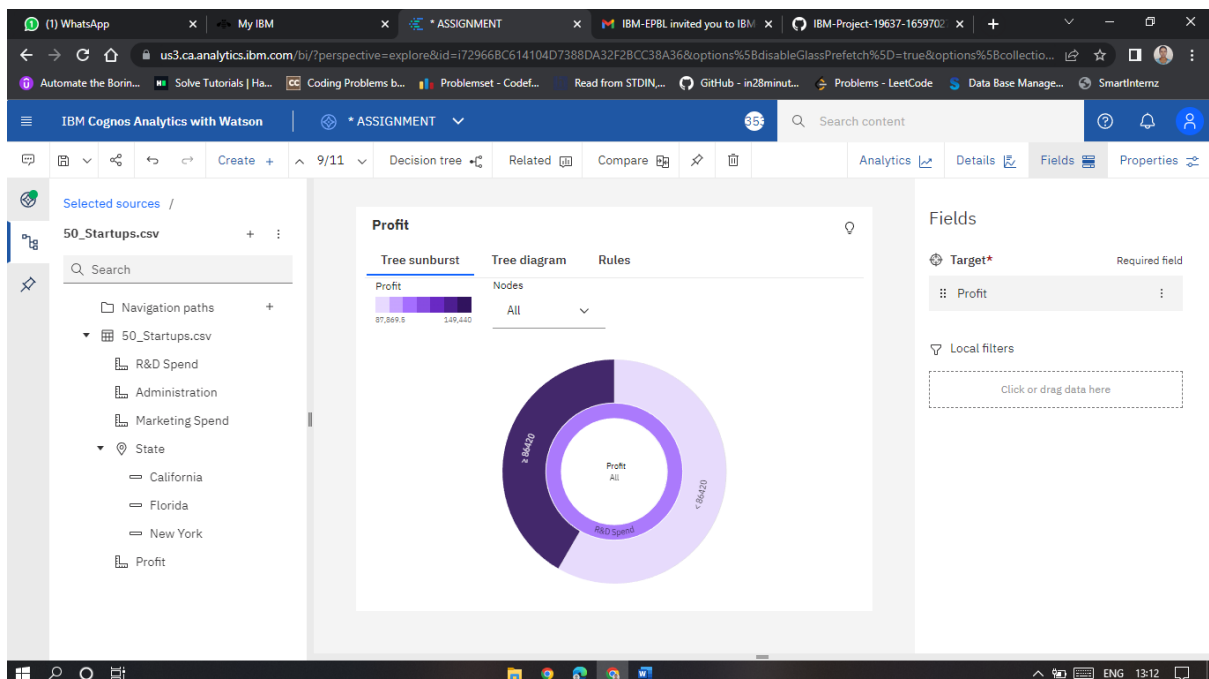 (1) WhatsApp
My IBM
* ASSIGNMENT
IBM-EPBL invited you to IBM
IBM-Project-19637-1659702
us3.ca.analytics.ibm.com/bi/?perspective=explore&id=i72966BC614104D7388DA32F2BCC38A36&options%5BdisableGlassPrefetch%5D=true&options%5Bcollectio...
Automate the Borin...
Solve Tutorials | Ha...
Coding Problems b...
Problemset - Codef...
Read from STDIN,...
GitHub - in28minut...
Problems - LeetCode
Data Base Manage...
SmartInternz
IBM Cognos Analytics with Watson
* ASSIGNMENT
353
Search content
Create +
9/11
Decision tree
Related
Compare
Analytics
Details
Fields
Properties
Selected sources /
50_Startups.csv
Search
Navigation paths
50_Startups.csv
R&D Spend
Administration
Marketing Spend
State
California
Florida
New York
Profit
Profit
Tree sunburst
Tree diagram
Rules
Profit
87,869.5
149,440
Nodes
All
≥ 86420
Profit
All
< 86420
R&D Spend
Fields
Target*
Required field
Profit
Local filters
Click or drag data here
ENG
13:12